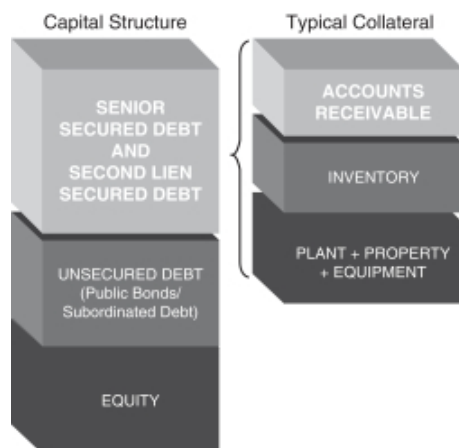 Capital Structure
SENIOR
SECURED DEBT
AND
SECOND LIEN
SECURED DEBT
UNSECURED DEBT
(Public Bonds/
Subordinated Debt)
EQUITY
Typical Collateral
ACCOUNTS
RECEIVABLE
INVENTORY
PLANT + PROPERTY
+ EQUIPMENT